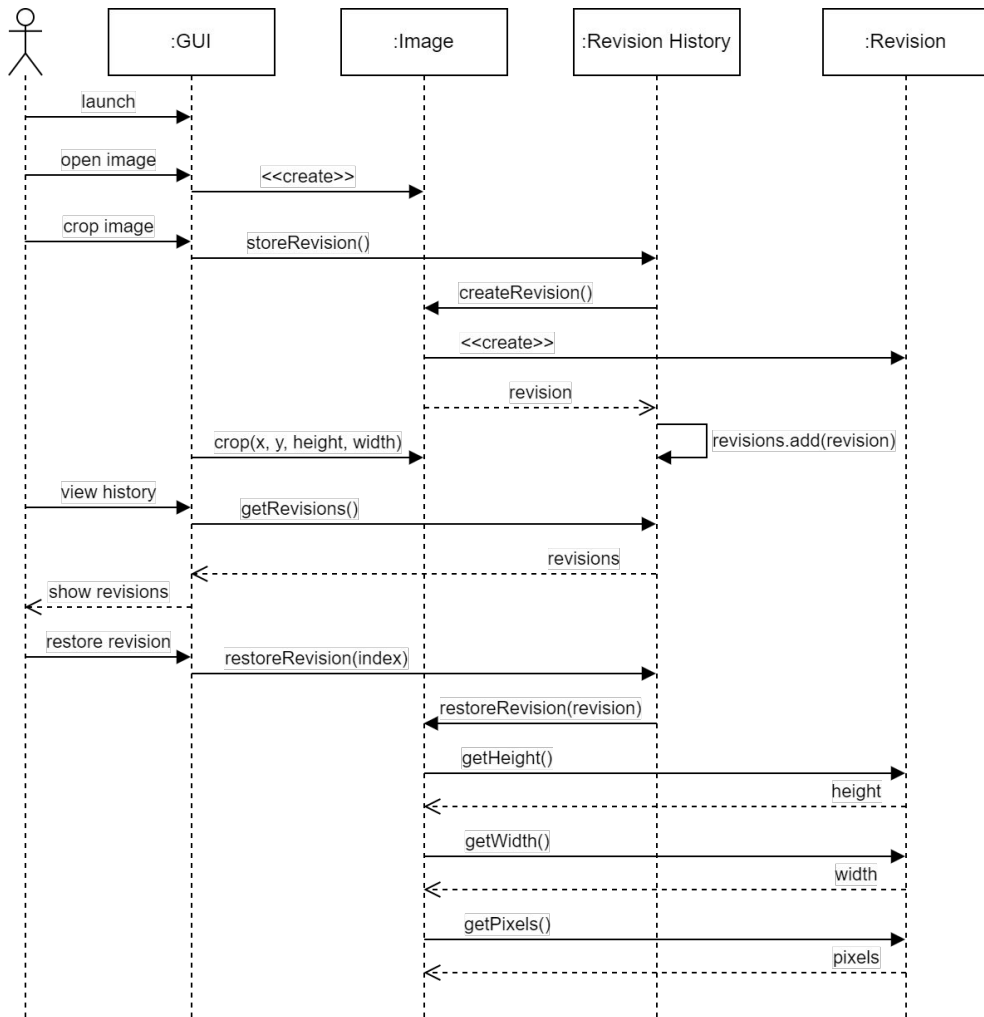 :GUI
:Image
:Revision History
:Revision
launch
open image
<<create>>
crop image
storeRevision()
createRevision()
<<create>>
revision
revisions.add(revision)
crop(x, y, height, width)
view history
getRevisions()
revisions
show revisions
restore revision
restoreRevision(index)
restoreRevision(revision)
getHeight()
height
getWidth()
width
getPixels()
pixels